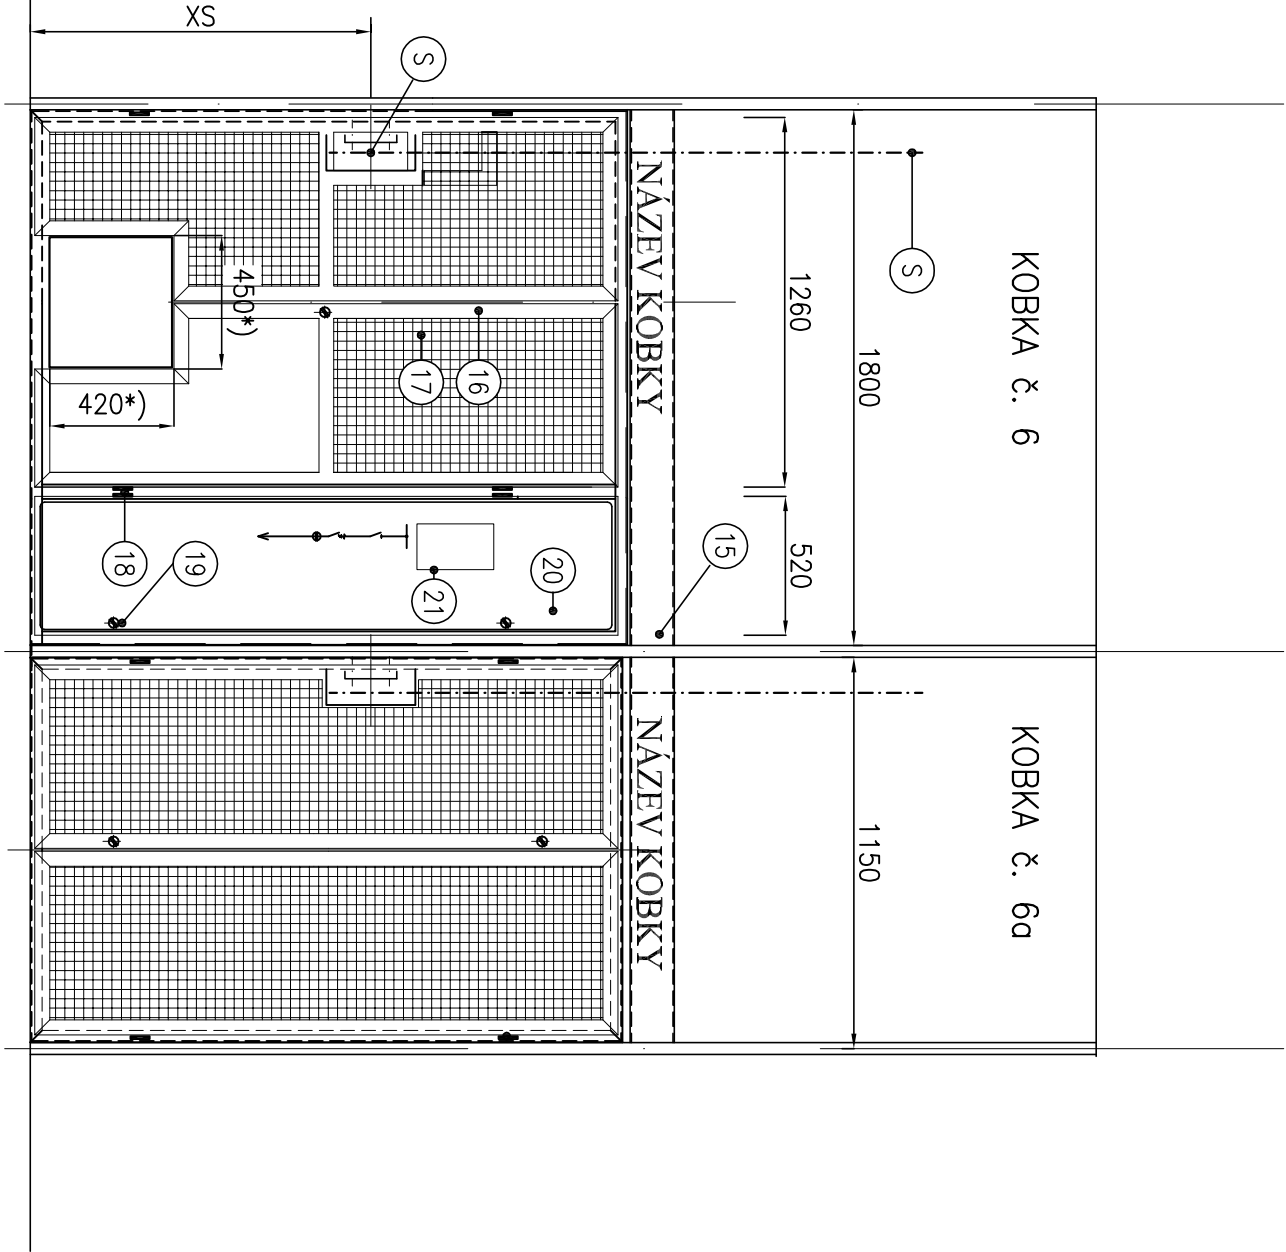 KOBKA č. 6
KOBKA č. 6a
1800
1150
1260
520
S
15
NÁZEV KOBKY
NÁZEV KOBKY
20
16
21
17
S
450*)
19
18
420*)
XS